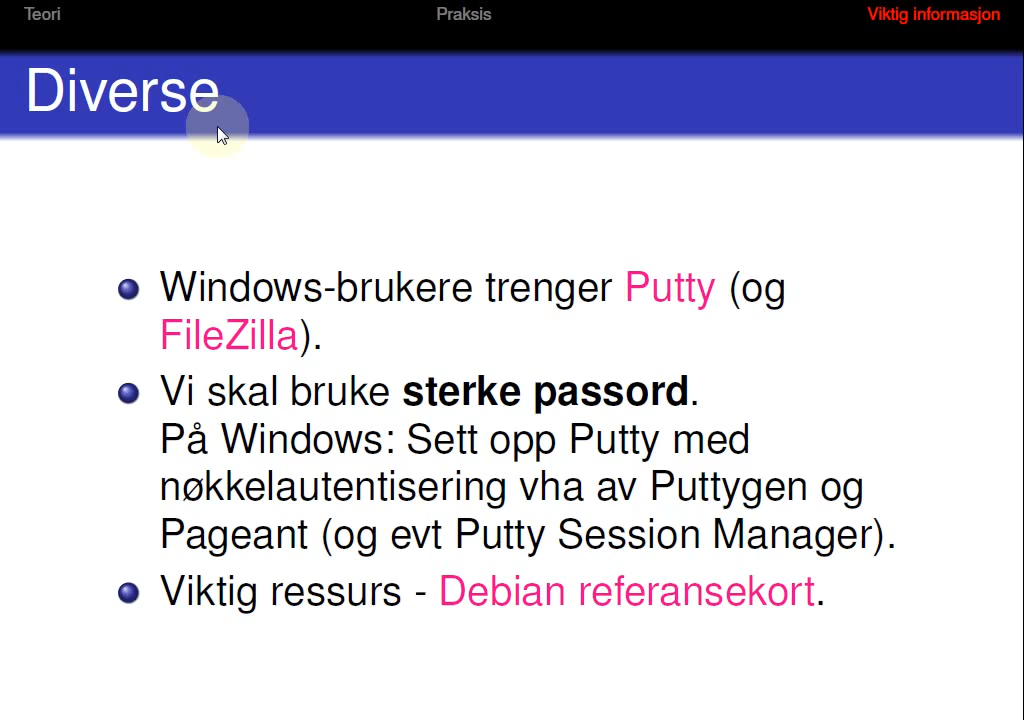 Teori Praksis Viktig informasjon
Diverse
Windows-brukere trenger Putty (og
FileZilla).
Vi skal bruke sterke passord.
På Windows: Sett opp Putty med
nøkkelautentisering vha av Puttygen og
Pageant (og evt Putty Session Manager).
Viktig ressurs - Debian referansekort.